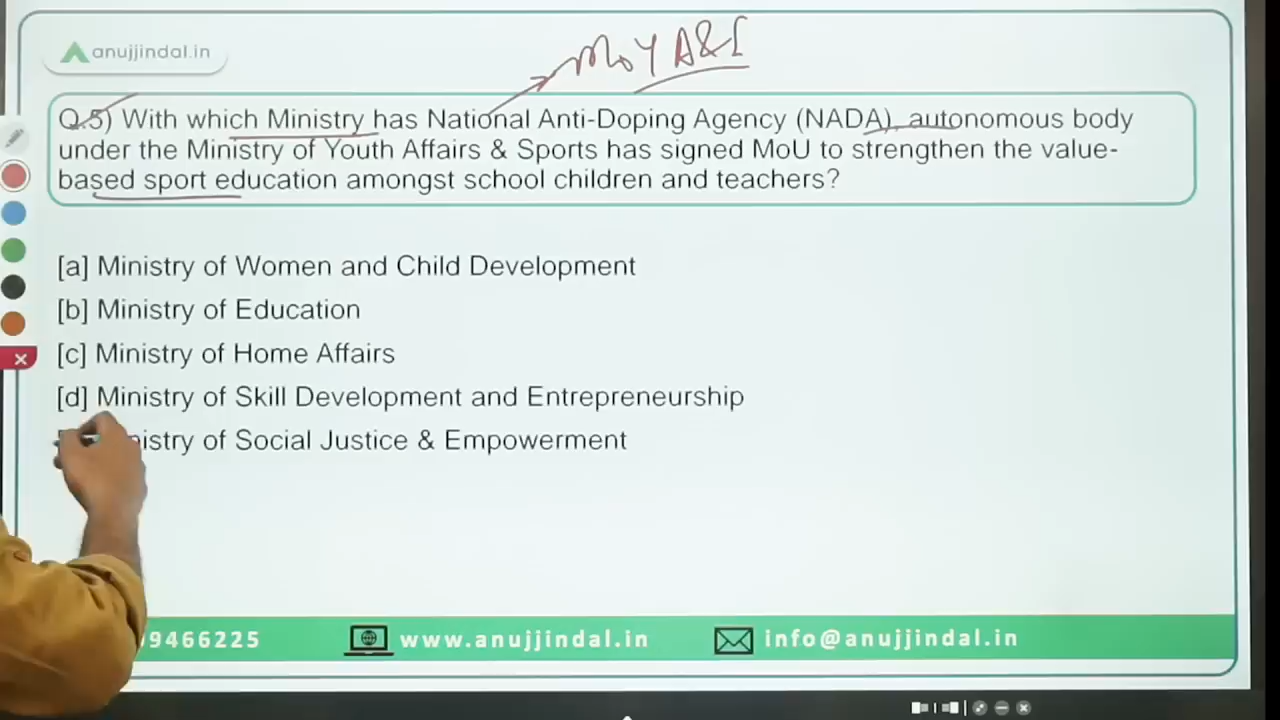 anujjindal.in
MoYA&
Q.5) With which Ministry has National Anti-Doping Agency (NADA), autonomous body
under the Ministry of Youth Affairs & Sports has signed MoU to strengthen the value-
based sport education amongst school children and teachers?
[a] Ministry of Women and Child Development
[b] Ministry of Education
[c] Ministry of Home Affairs
[d] Ministry of Skill Development and Entrepreneurship
nistry of Social Justice & Empowerment
9466225 www.anujjindal.in info@anujjindal.in